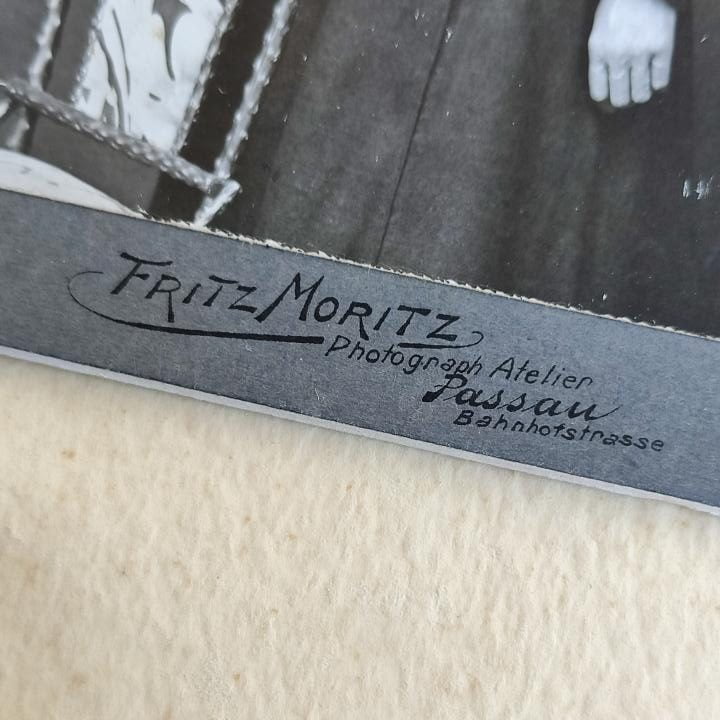 FRITZ MORITZ
Photograph Atelier
Passau
Bahnhofstrasse